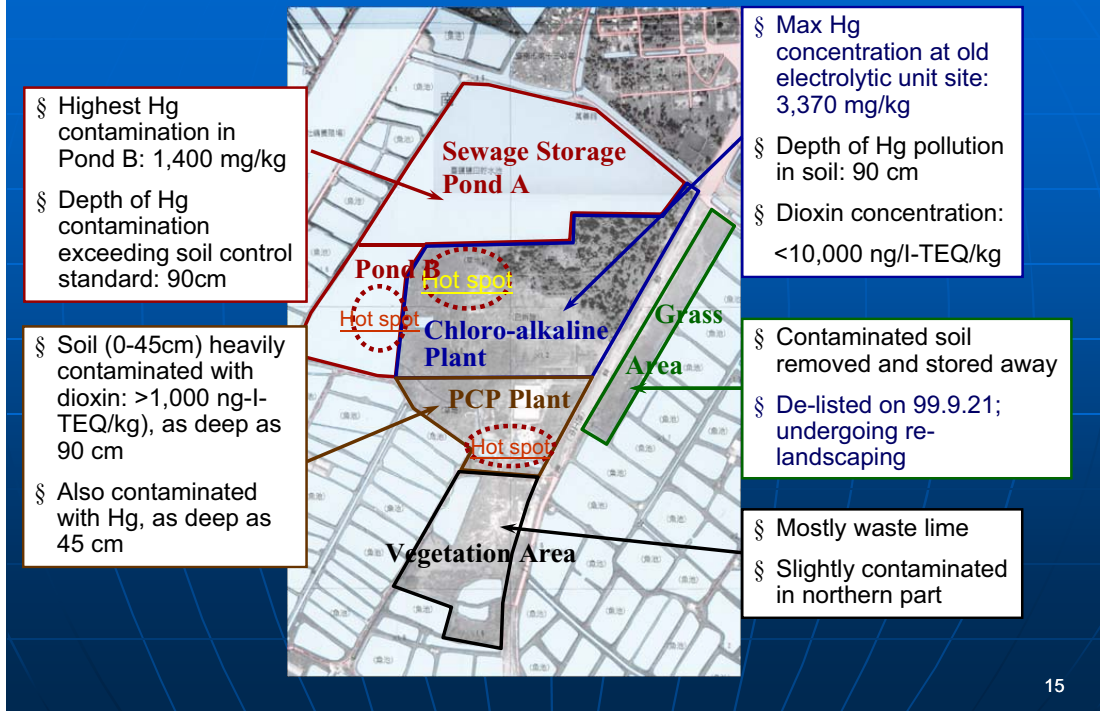 § Highest Hg
contamination in
Pond B: 1,400 mg/kg
§ Depth of Hg
contamination
exceeding soil control
standard: 90cm
§ Soil (0-45cm) heavily
contaminated with
dioxin: >1,000 ng-I-
TEQ/kg), as deep as
90 cm
§ Also contaminated
with Hg, as deep as
45 cm
南
(魚池)
Sewage Storage
Pond A
Pond B
Hot spot
Hot spot
Chloro-alkaline
Plant
Grass
Area
PCP Plant
Hot spot
Vegetation Area
§ Max Hg
concentration at old
electrolytic unit site:
3,370 mg/kg
§ Depth of Hg pollution
in soil: 90 cm
§ Dioxin concentration:
<10,000 ng/I-TEQ/kg
§ Contaminated soil
removed and stored away
§ De-listed on 99.9.21;
undergoing re-
landscaping
§ Mostly waste lime
§ Slightly contaminated
in northern part
15